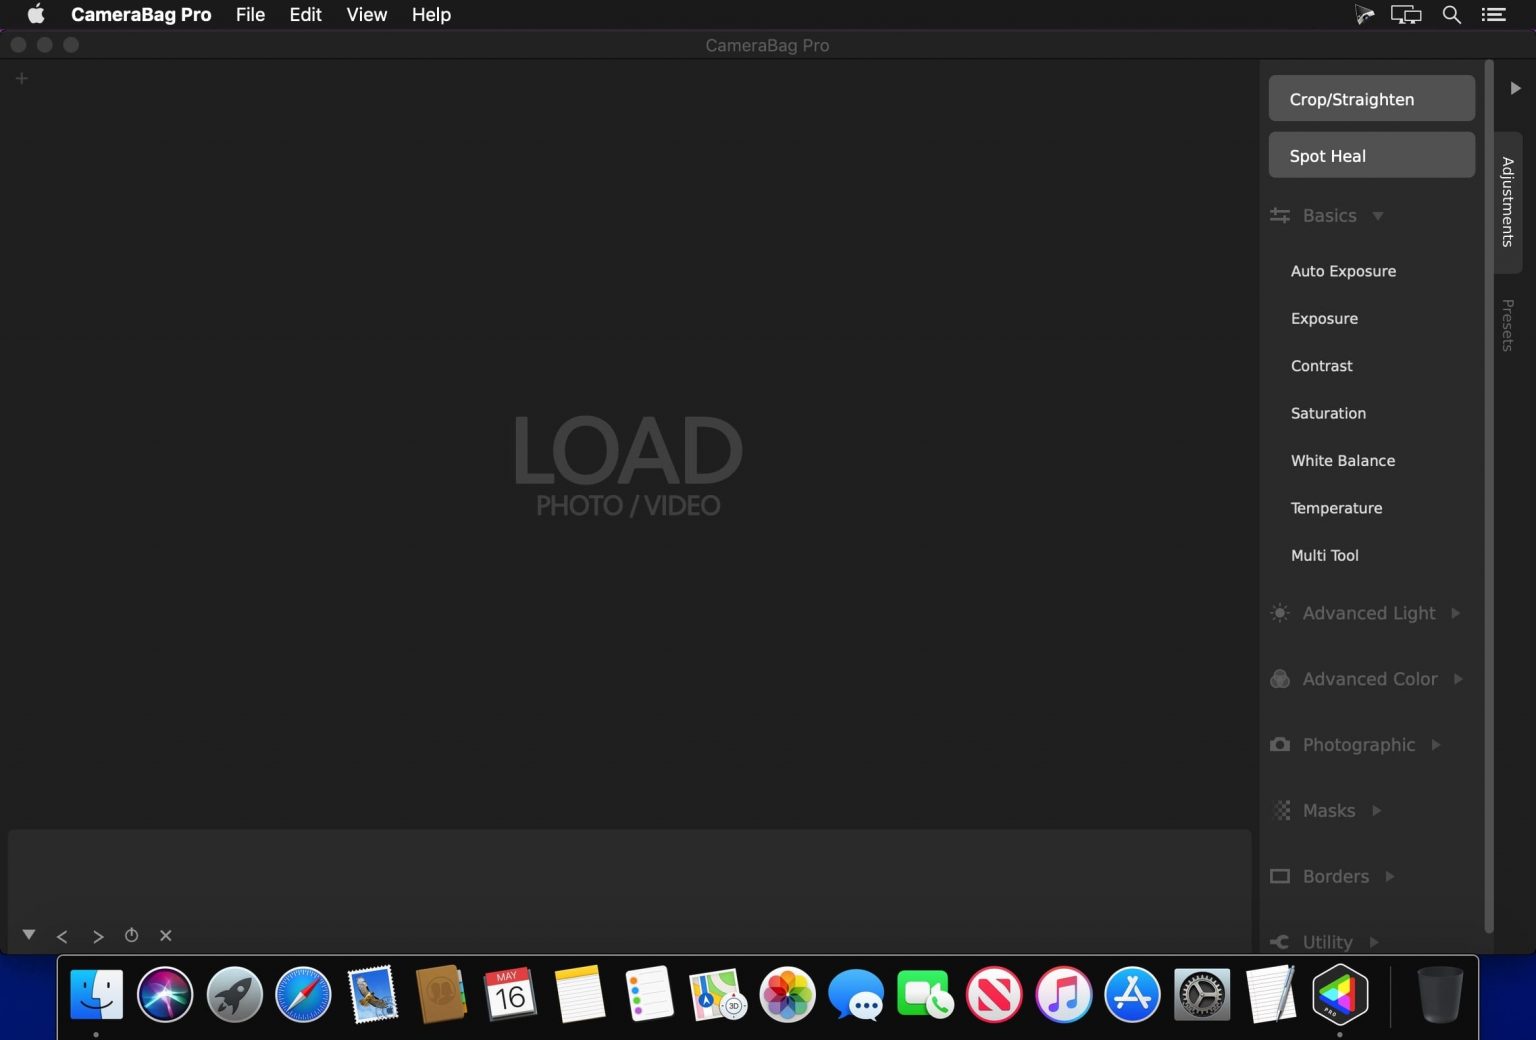 CameraBag Pro File Edit View Help
CameraBag Pro
+
Crop/Straighten
Spot Heal
Basics
Auto Exposure
Exposure
Contrast
Saturation
White Balance
Temperature
Multi Tool
Advanced Light
Advanced Color
Photographic
Masks
Borders
Utility
Adjustments
Presets
LOAD
PHOTO / VIDEO
MAY
16
3D
PRO